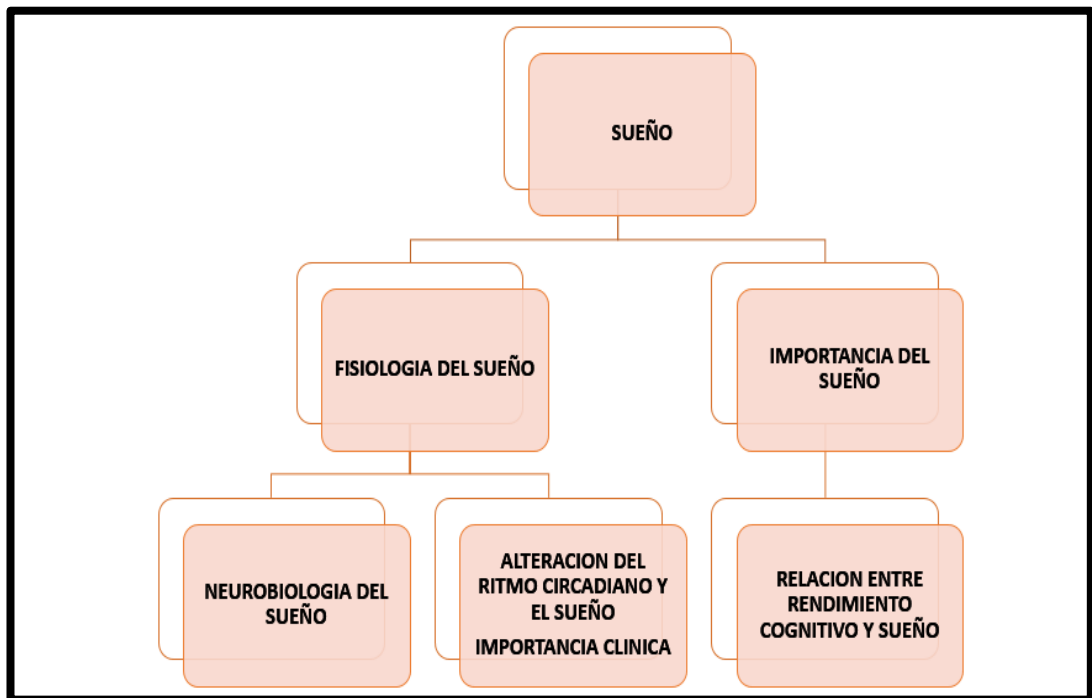 SUEÑO
FISIOLOGIA DEL SUEÑO
IMPORTANCIA DEL
SUEÑO
NEUROBIOLOGIA DEL
SUEÑO
ALTERACION DEL
RITMO CIRCADIANO Y
EL SUEÑO
IMPORTANCIA CLINICA
RELACION ENTRE
RENDIMIENTO
COGNITIVO Y SUEÑO